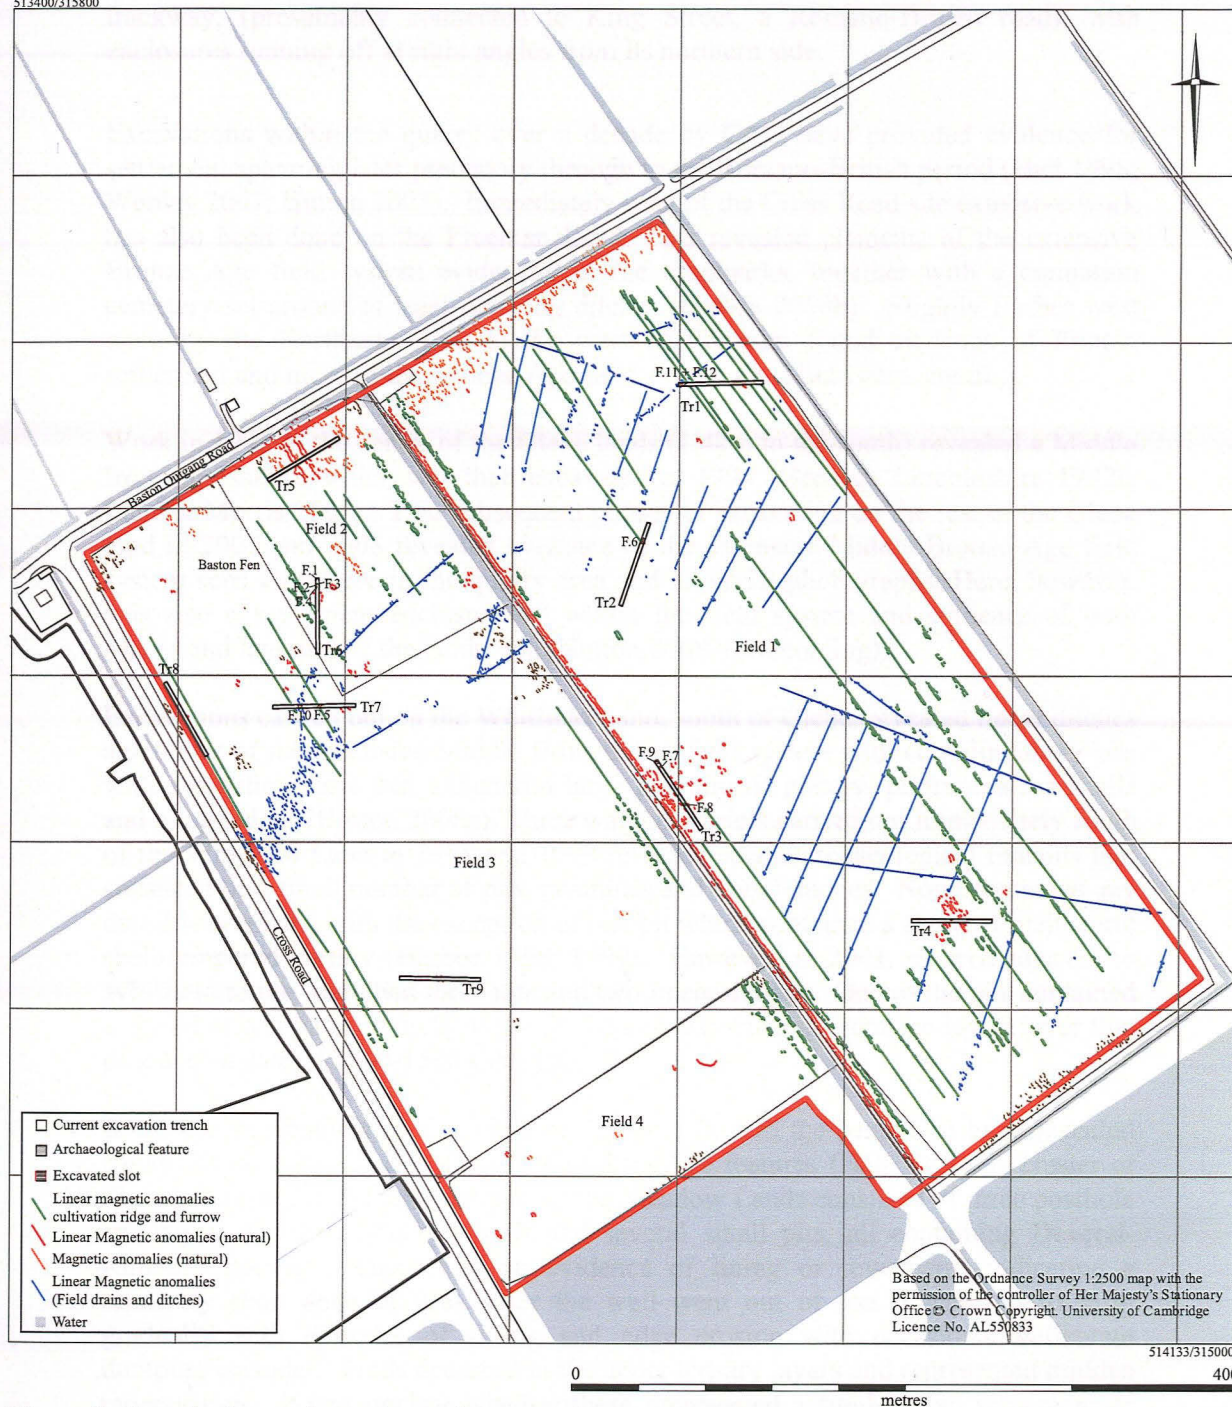 513400/315800
F.11
F.12
Tr1
Baston Outgang Road
Tr5
Field 2
F.6
Baston Fen
F.1
F.2
F.3
F.4
Tr2
Tr6
Field 1
Tr8
F.10
F.5
Tr7
F.9
F.7
F.8
Tr3
Field 3
Tr4
Cross Road
Tr9
Field 4
Current excavation trench
Archaeological feature
Excavated slot
Linear magnetic anomalies
cultivation ridge and furrow
Linear Magnetic anomalies (natural)
Magnetic anomalies (natural)
Linear Magnetic anomalies
(Field drains and ditches)
Water
Based on the Ordnance Survey 1:2500 map with the
permission of the controller of Her Majesty's Stationary
Office © Crown Copyright. University of Cambridge
Licence No. AL550833
514133/315000
0
400
metres